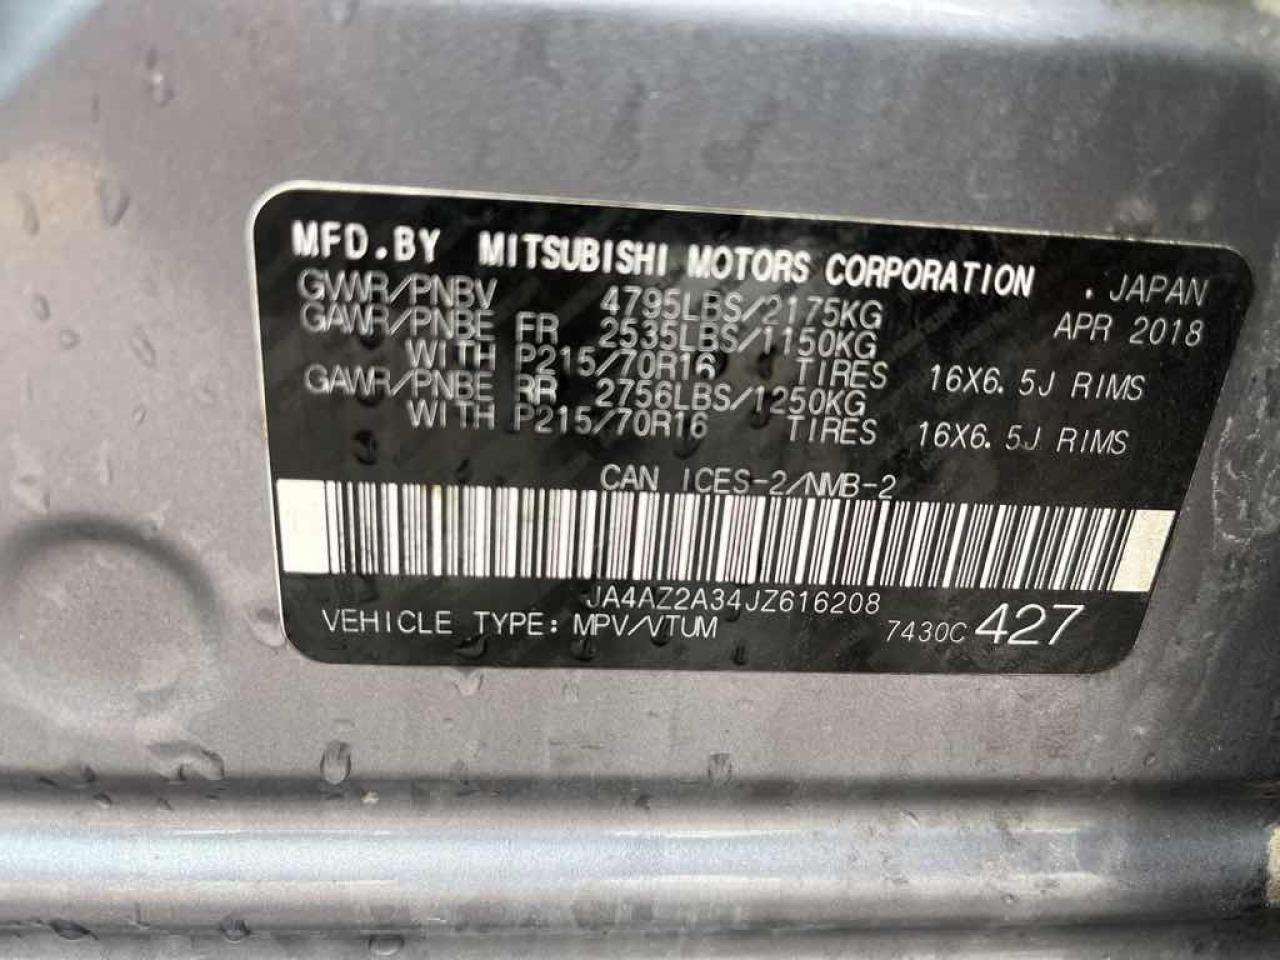 MFD.BY MITSUBISHI MOTORS CORPORATION . JAPAN
GVWR/PNBV 4795LBS/2175KG APR 2018
GAWR/PNBE FR 2535LBS/1150KG
WITH P215/70R16 TIRES 16X6.5J RIMS
GAWR/PNBE RR 2756LBS/1250KG
WITH P215/70R16 TIRES 16X6.5J RIMS
CAN ICES-2/NMB-2
JA4AZ2A34JZ616208
VEHICLE TYPE: MPV/VTUM 7430C 427